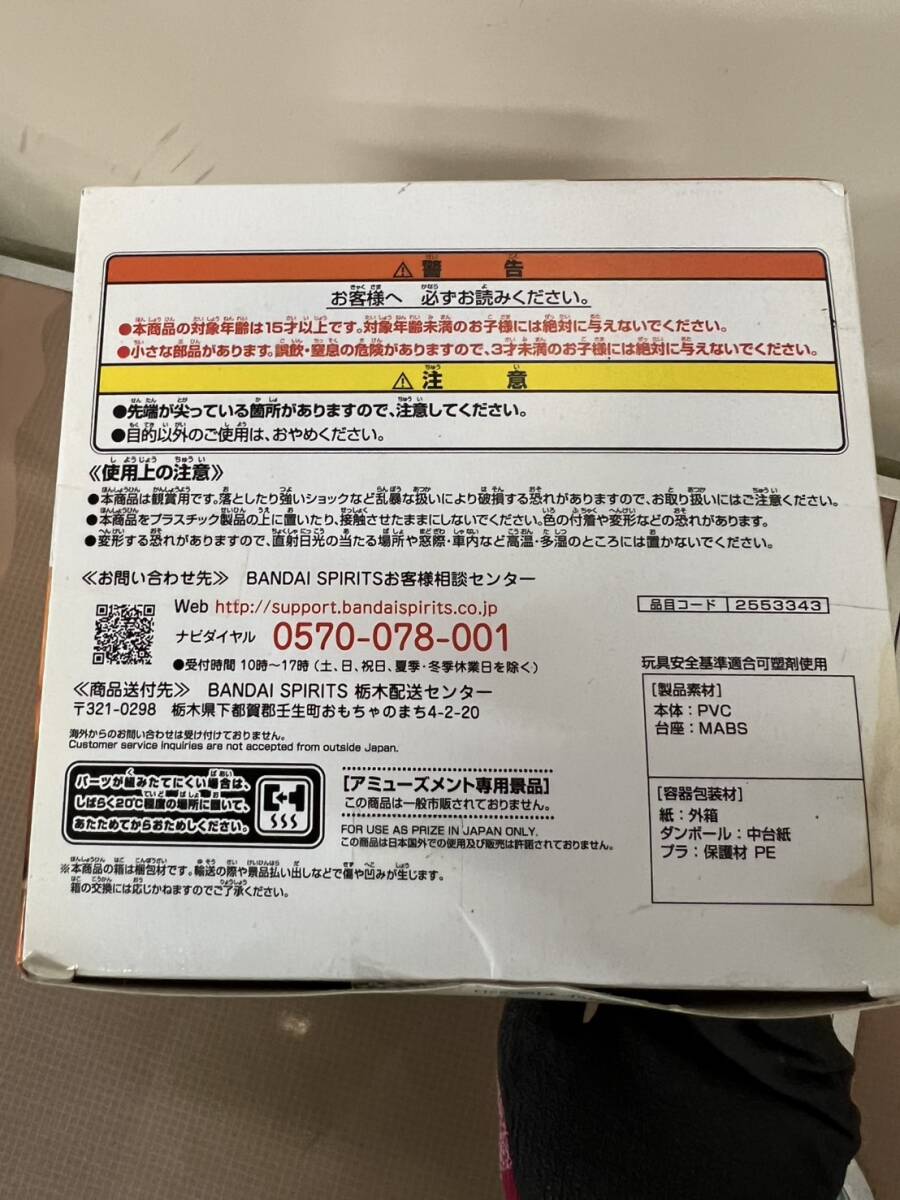 ⚠ 警告
お客様へ 必ずお読みください。
●本商品の対象年齢は15才以上です。対象年齢未満のお子様には絶対に与えないでください。
●小さな部品があります。誤飲・窒息の危険がありますので、3才未満のお子様には絶対に与えないでください。
⚠ 注意
●先端が尖っている箇所がありますので、注意してください。
●目的以外のご使用は、おやめください。
《使用上の注意》
●本商品は観賞用です。落としたり強いショックなど乱暴な扱いにより破損する恐れがありますので、お取り扱いにはご注意ください。
●本商品をプラスチック製品の上に置いたり、接触させたままにしないでください。色の付着や変形などの恐れがあります。
●変形する恐れがありますので、直射日光の当たる場所や窓際・車内など高温・多湿のところには置かないでください。
≪お問い合わせ先≫ BANDAI SPIRITSお客様相談センター
Web http://support.bandaispirits.co.jp
ナビダイヤル 0570-078-001
●受付時間 10時~17時(土、日、祝日、夏季・冬季休業日を除く)
≪商品送付先≫ BANDAI SPIRITS 栃木配送センター
〒321-0298 栃木県下都賀郡壬生町おもちゃのまち4-2-20
海外からのお問い合わせは受け付けておりません。
Customer service inquiries are not accepted from outside Japan.
パーツが組みたてにくい場合は、
しばらく20℃程度の場所に置いて、
あたためてからおためしください。
[アミューズメント専用景品]
この商品は一般市販されておりません。
FOR USE AS PRIZE IN JAPAN ONLY.
この商品は日本国外での使用及び販売は許諾されておりません。
※本商品の箱は梱包材です。輸送の際や景品払い出しなどで傷や凹みが生じます。
箱の交換には応じかねますのでご了承ください。
品目コード 2553343
玩具安全基準適合可塑剤使用
[製品素材]
本体:PVC
台座:MABS
[容器包装材]
紙:外箱
ダンボール:中台紙
プラ:保護材 PE